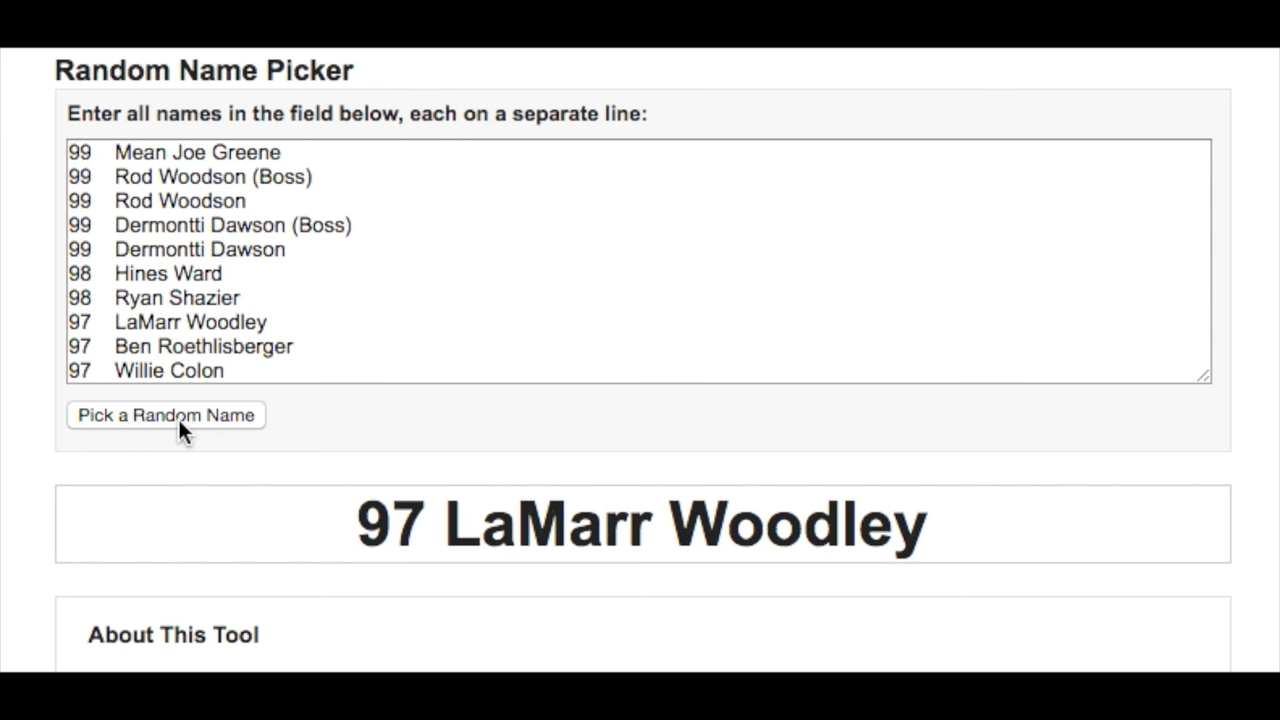 Random Name Picker
Enter all names in the field below, each on a separate line:
99 Mean Joe Greene
99 Rod Woodson (Boss)
99 Rod Woodson
99 Dermontti Dawson (Boss)
99 Dermontti Dawson
98 Hines Ward
98 Ryan Shazier
97 LaMarr Woodley
97 Ben Roethlisberger
97 Willie Colon
Pick a Random Name
97 LaMarr Woodley
About This Tool